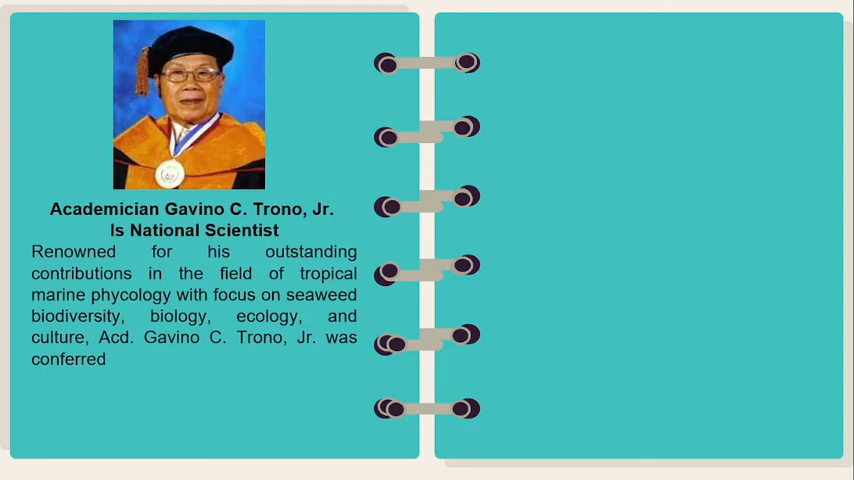 Academician Gavino C. Trono, Jr.
Is National Scientist
Renowned for his outstanding
contributions in the field of tropical
marine phycology with focus on seaweed
biodiversity, biology, ecology, and
culture, Acd. Gavino C. Trono, Jr. was
conferred